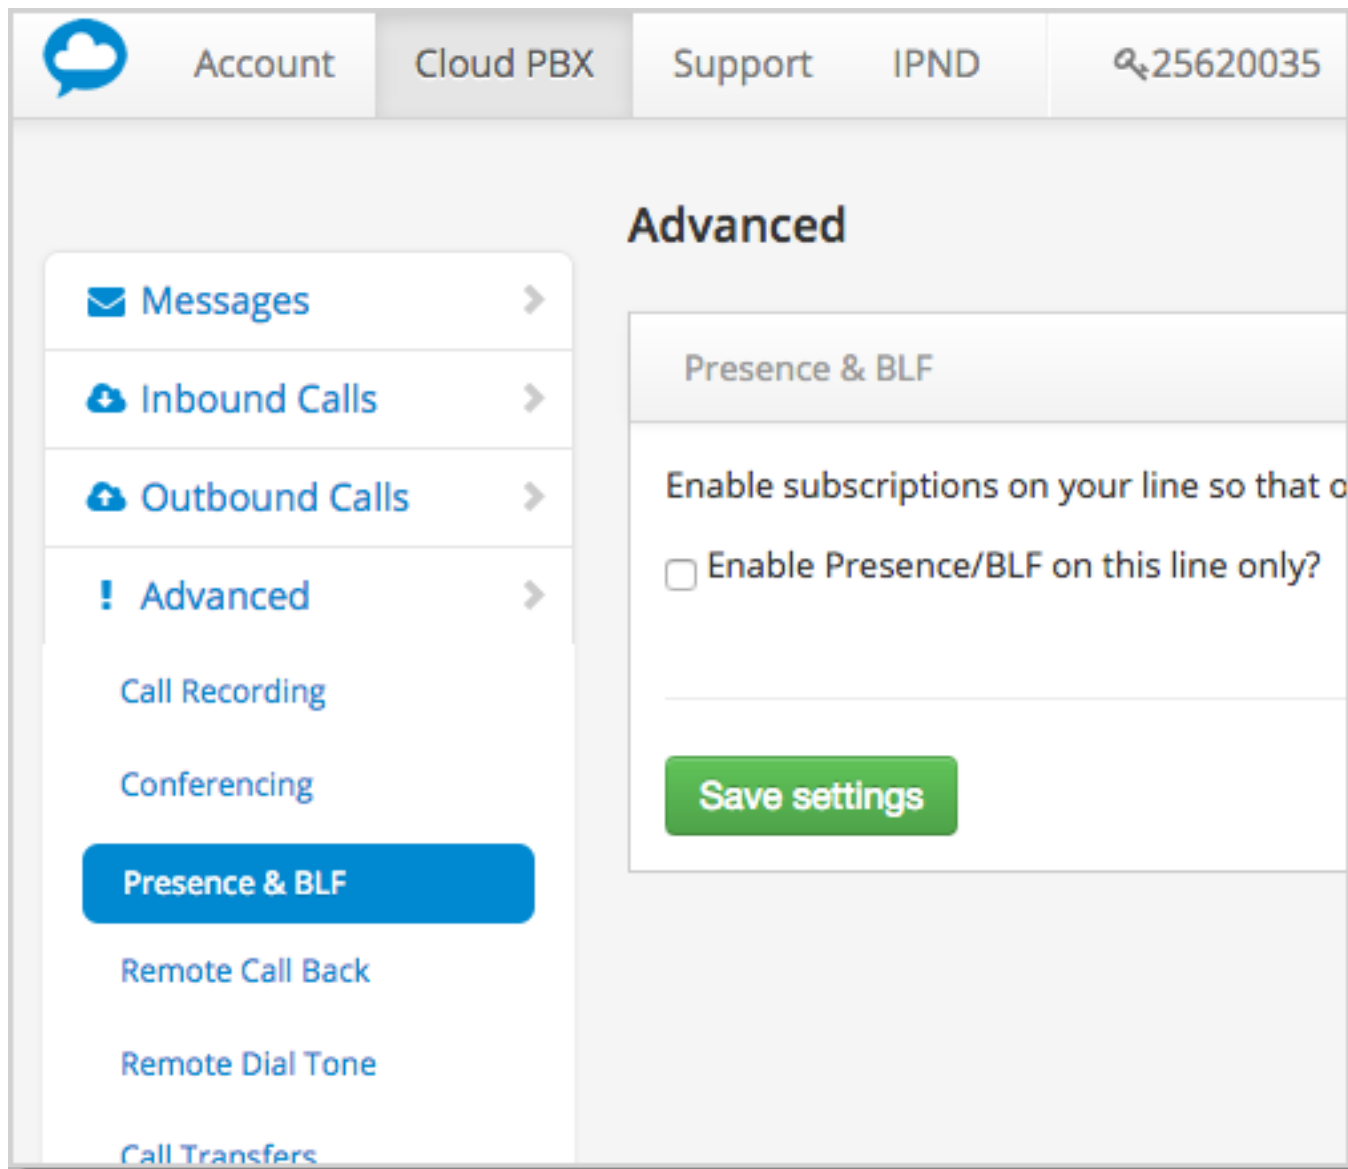 Account Cloud PBX Support IPND 25620035
Advanced
Messages
Inbound Calls
Outbound Calls
! Advanced
Call Recording
Conferencing
Presence & BLF
Remote Call Back
Remote Dial Tone
Call Transfers
Presence & BLF
Enable subscriptions on your line so that
Enable Presence/BLF on this line only?
Save settings